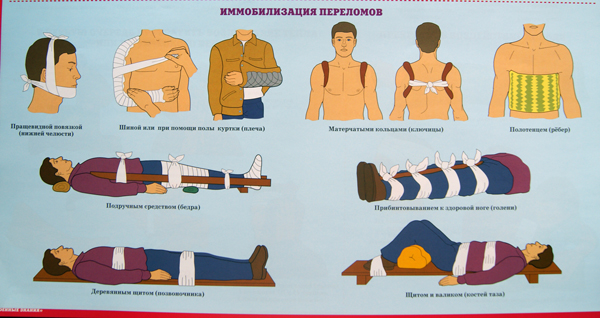 ИММОБИЛИЗАЦИЯ ПЕРЕЛОМОВ
Пращевидной повязкой
(нижней челюсти)
Шиной или при помощи полы куртки (плеча)
Матерчатыми кольцами (ключицы)
Полотенцем (рёбер)
Подручным средством (бедра)
Прибинтовыванием к здоровой ноге (голени)
Деревянным щитом (позвоночника)
Щитом и валиком (костей таза)